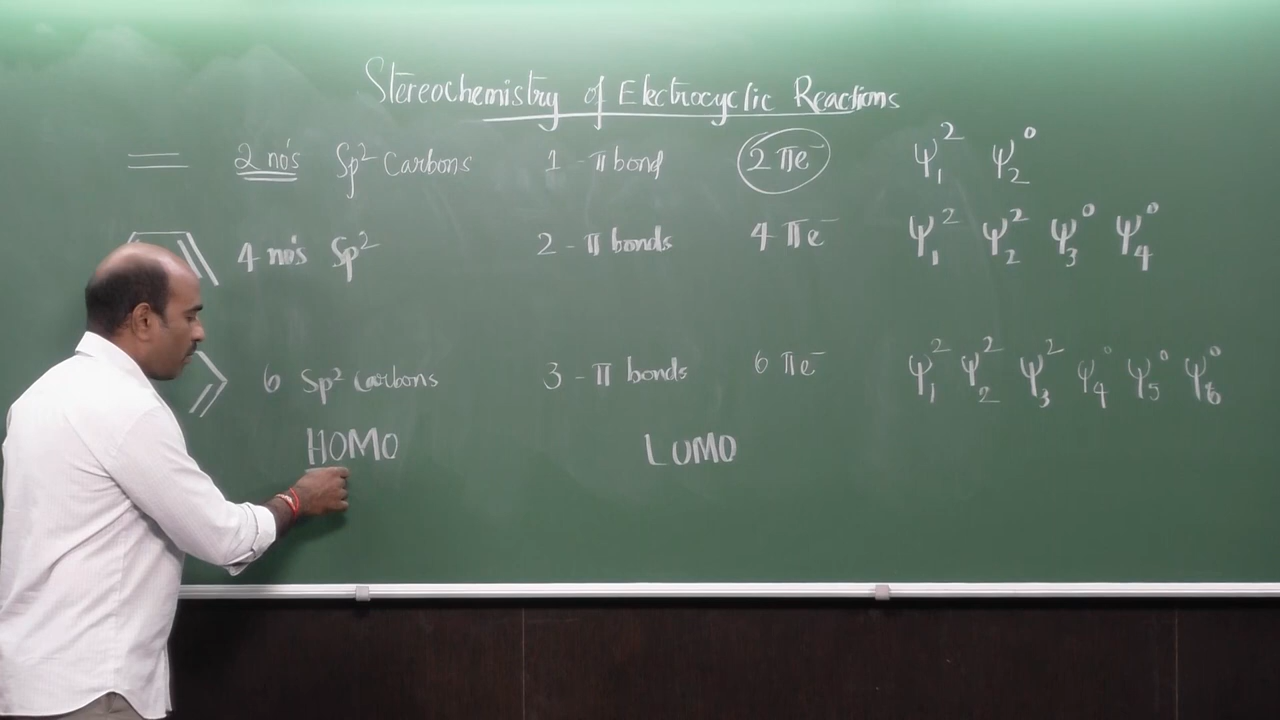 Stereochemistry of Electrocyclic Reactions
2 no's Sp² Carbons 1 - π bond 2 πe⁻ ψ₁² ψ₂⁰
4 no's Sp² 2 - π bonds 4 πe⁻ ψ₁² ψ₂² ψ₃⁰ ψ₄⁰
6 Sp² Carbons 3 - π bonds 6 πe⁻ ψ₁² ψ₂² ψ₃² ψ₄⁰ ψ₅⁰ ψ₆⁰
HOMO LUMO